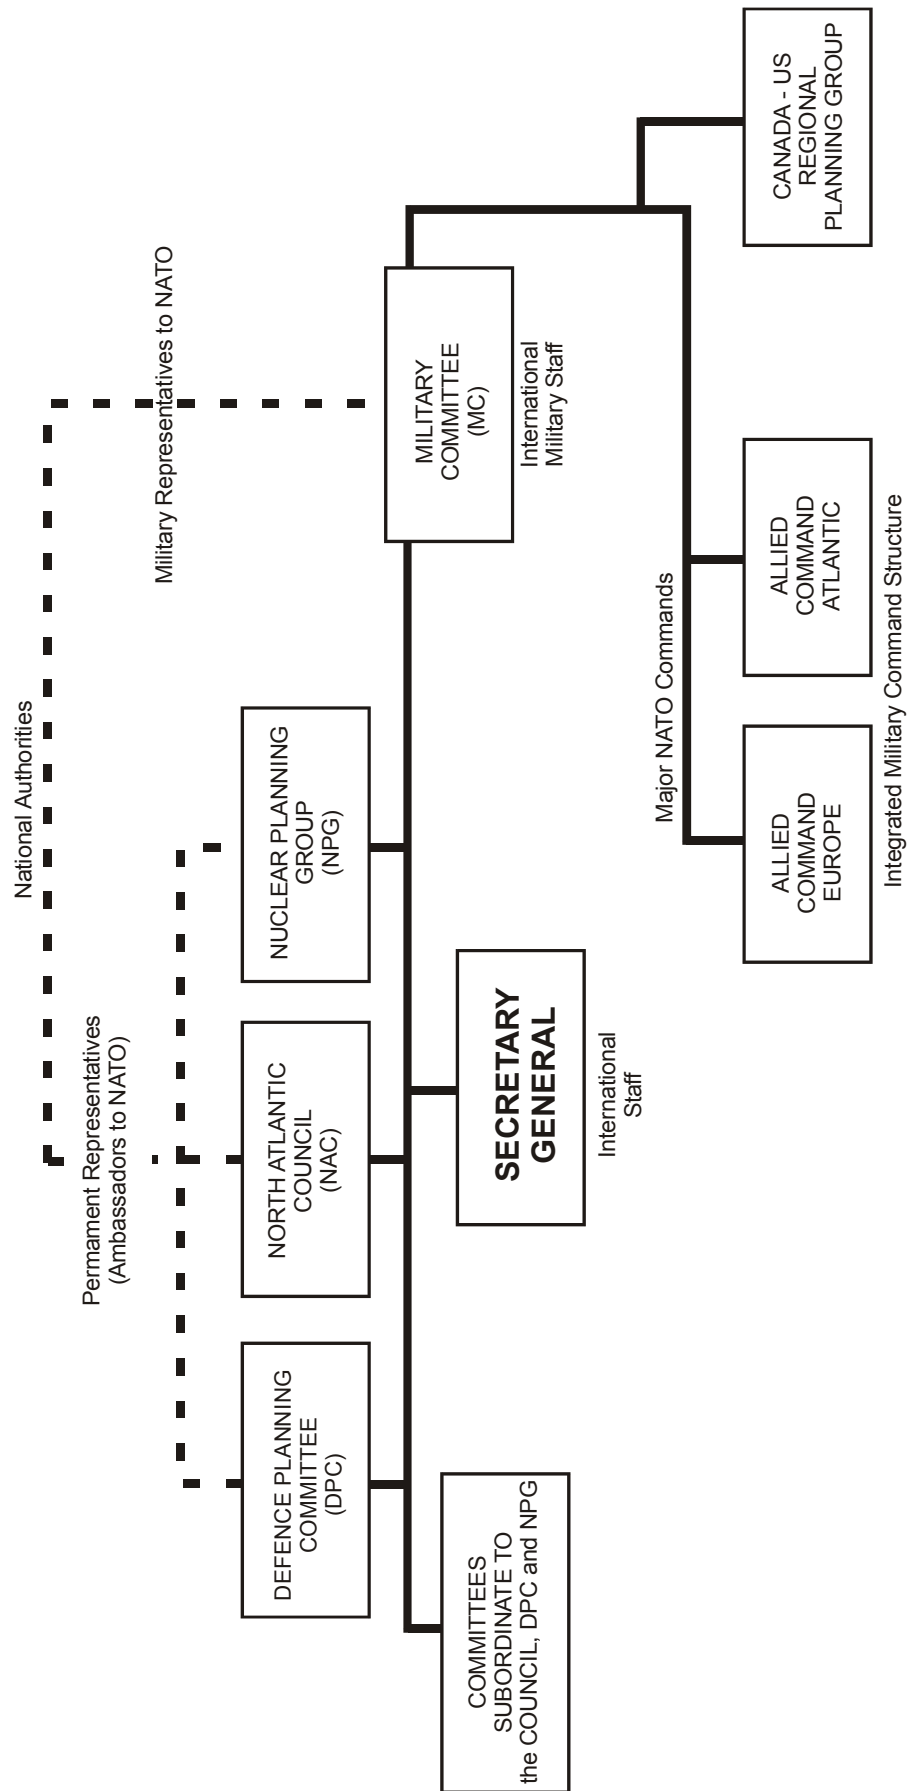 National Authorities
Permament Representatives
(Ambassadors to NATO)
Military Representatives to NATO
DEFENCE PLANNING
COMMITTEE
(DPC)
NORTH ATLANTIC
COUNCIL
(NAC)
NUCLEAR PLANNING
GROUP
(NPG)
MILITARY
COMMITTEE
(MC)
International
Military Staff
COMMITTEES
SUBORDINATE TO
the COUNCIL, DPC and NPG
SECRETARY
GENERAL
International
Staff
Major NATO Commands
ALLIED
COMMAND
EUROPE
ALLIED
COMMAND
ATLANTIC
CANADA - US
REGIONAL
PLANNING GROUP
Integrated Military Command Structure